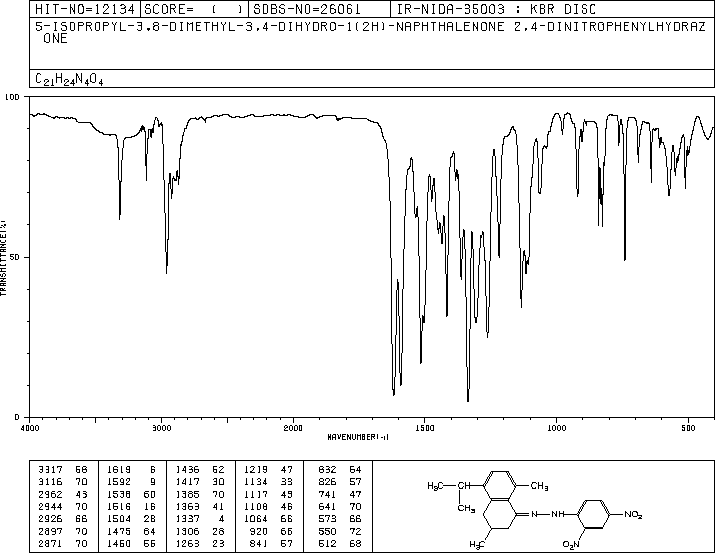 HIT-NO=12134 SCORE= ( ) SDBS-NO=26061 IR-NIDA-35003 : KBR DISC
5-ISOPROPYL-3,8-DIMETHYL-3,4-DIHYDRO-1(2H)-NAPHTHALENONE 2,4-DINITROPHENYLHYDRAZ
ONE
C21H24N4O4
100
50
0
TRANSMITTANCE(%)
4000 3000 2000 1500 1000 500
WAVENUMBER(-1)
3317 68 1619 6 1436 52 1219 47 832 64
3116 70 1592 9 1417 30 1134 33 826 57
2962 43 1538 60 1385 70 1117 43 741 47
2944 70 1516 16 1363 41 1108 46 641 70
2926 66 1504 28 1337 4 1064 66 573 66
2897 70 1475 64 1306 28 920 66 550 72
2871 70 1460 55 1263 23 841 57 512 68
CH3
H3C CH CH3
CH3
N NH NO2
H3C O2N